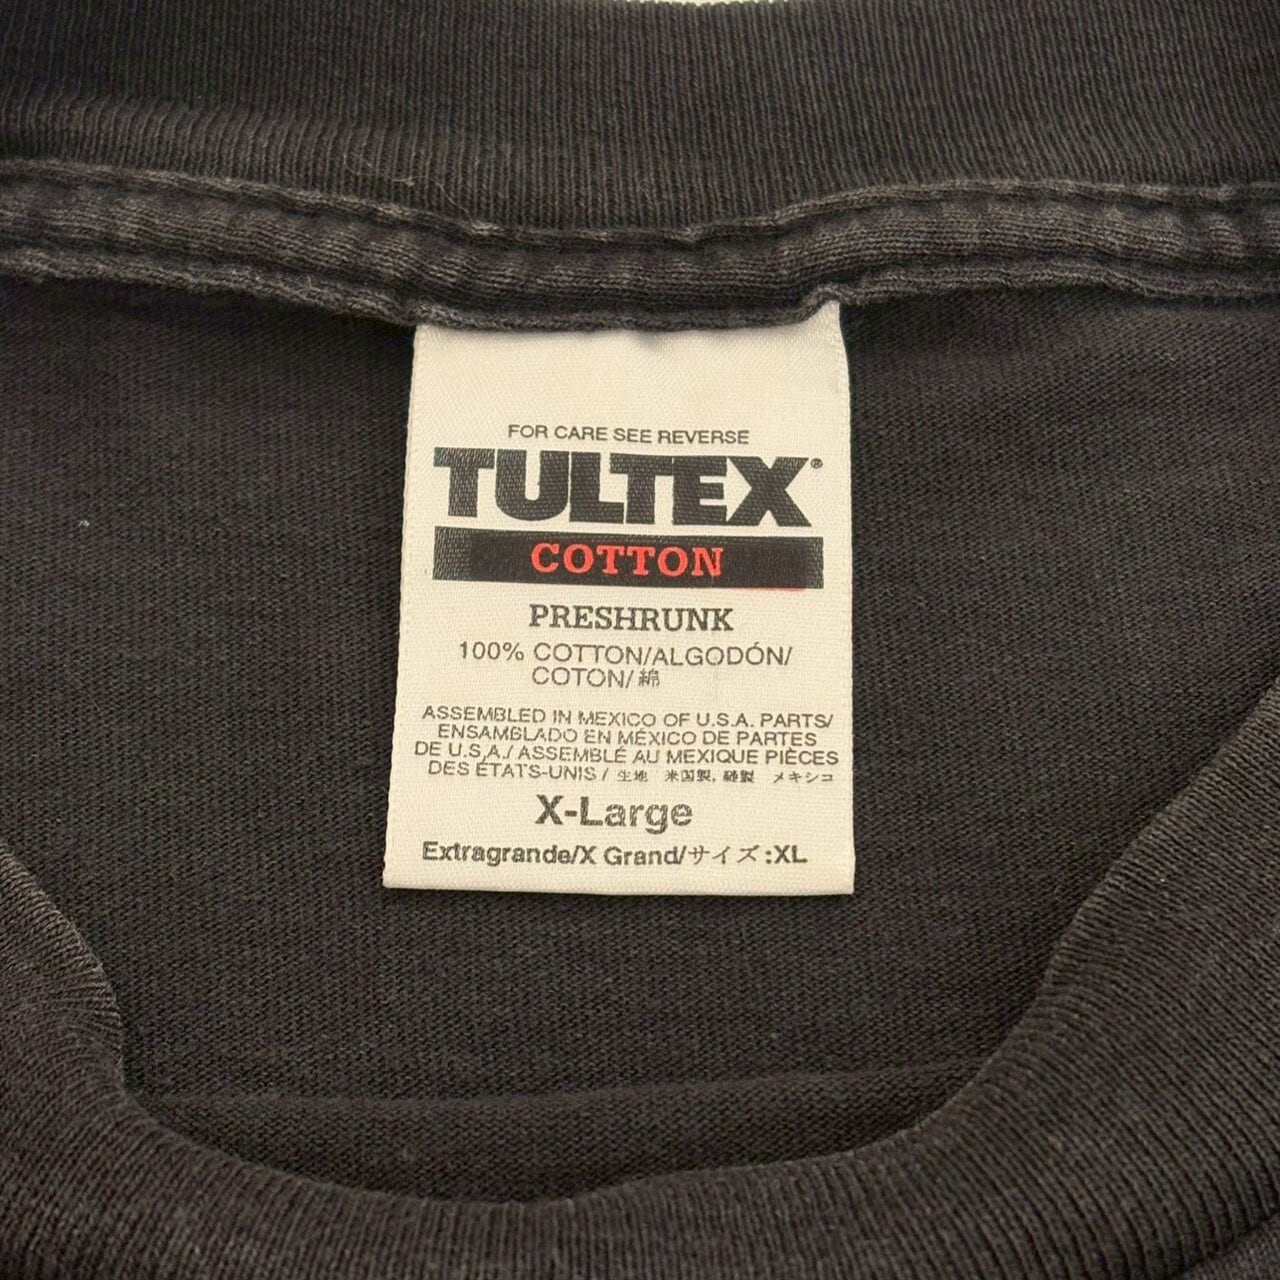 FOR CARE SEE REVERSE
TULTEX®
COTTON
PRESHRUNK
100% COTTON/ALGODÓN/
COTON/綿
ASSEMBLED IN MEXICO OF U.S.A. PARTS/
ENSAMBLADO EN MÉXICO DE PARTES
DE U.S.A./ASSEMBLÉ AU MEXIQUE PIÈCES
DES ÉTATS-UNIS / 生地 米国製, 縫製 メキシコ
X-Large
Extragrande/X Grand/サイズ:XL